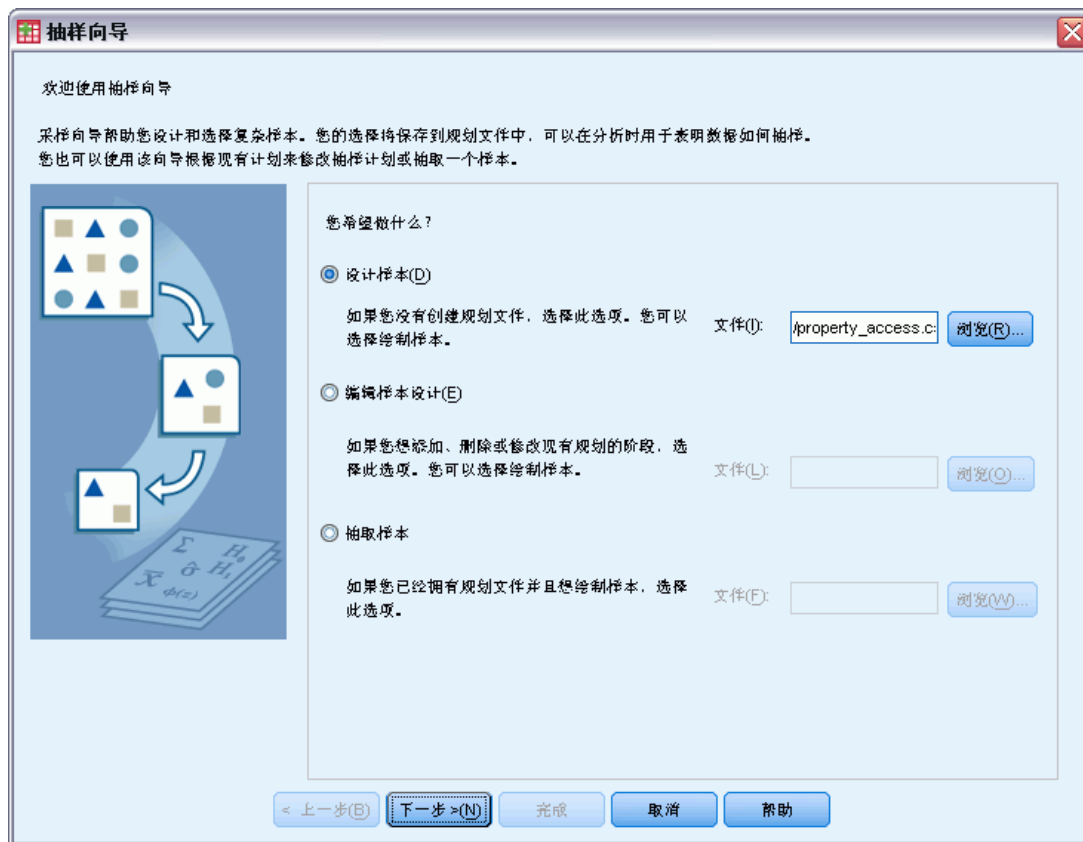 抽样向导
欢迎使用抽样向导
采样向导帮助您设计和选择复杂样本。您的选择将保存到规划文件中，可以在分析时用于表明数据如何抽样。
您也可以使用该向导根据现有计划来修改抽样计划或抽取一个样本。
您希望做什么?
设计样本(D)
如果您没有创建规划文件，选择此选项。您可以
选择绘制样本。
文件(I):
/property_access.c
浏览(R)...
编辑样本设计(E)
如果您想添加、删除或修改现有规划的阶段，选
择此选项。您可以选择绘制样本。
文件(L):
浏览(O)...
抽取样本
如果您已经拥有规划文件并且想绘制样本，选择
此选项。
文件(F):
浏览(W)...
Σ H₀
x̄ σ̂ H₁
ϕ(z)
< 上一步(B)
下一步 >(N)
完成
取消
帮助